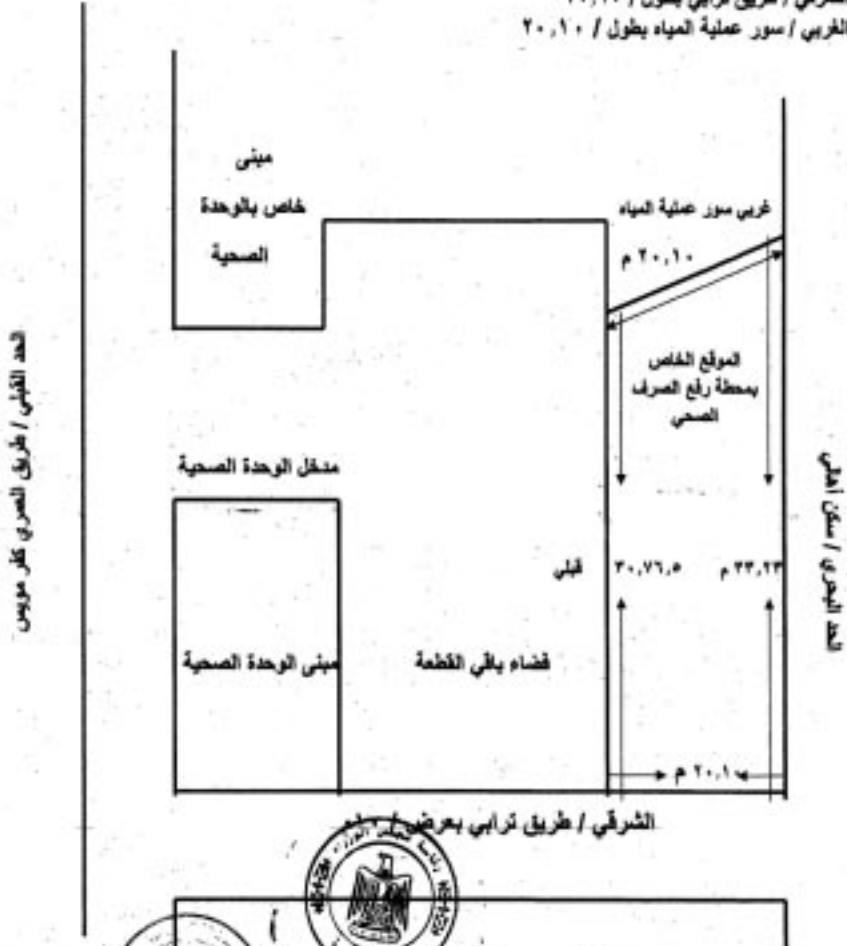 الغربي / سور عملية المياه بطول / ٢٠,١٠
مبنى
خاص بالوحدة
الصحية
غربي سور عملية المياه
٢٠,١٠ م
الموقع الخاص
بمحطة رفع الصرف
الصحي
الحد القبلي / طريق المصري كفر مويس
الحد البحري / سكن أهالي
مدخل الوحدة الصحية
قبلي
٣٠,٧٦,٥
٣٣,٢٣ م
مبنى الوحدة الصحية
فضاء باقي القطعة
٢٠,١٠ م
الشرقي / طريق ترابي بعرض /